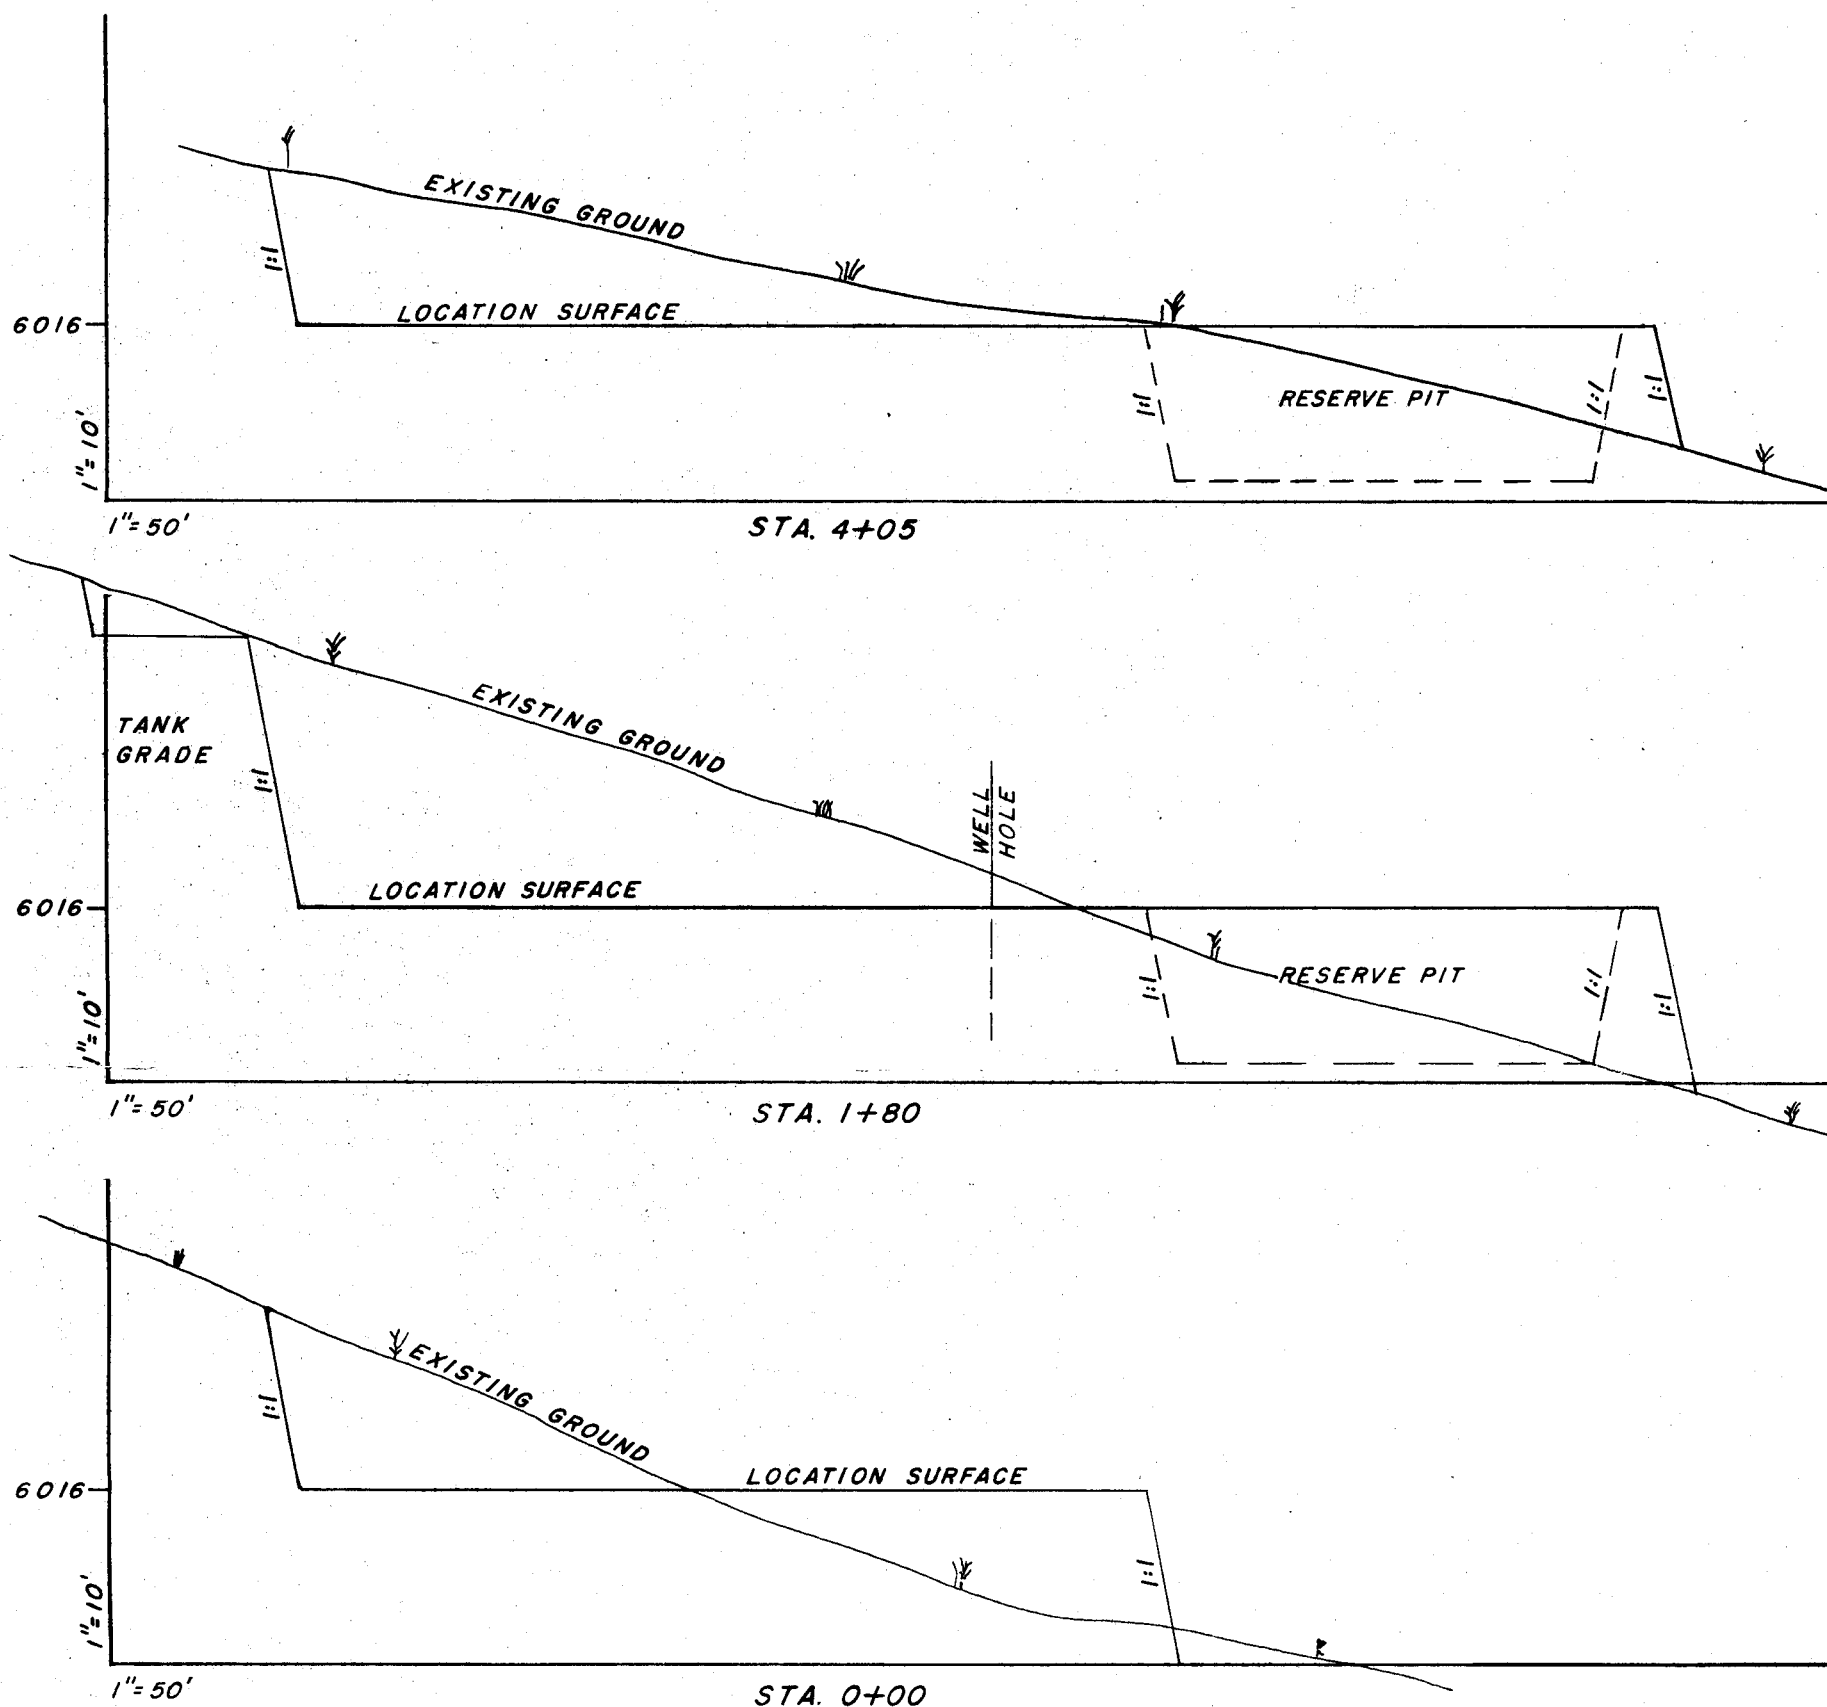 EXISTING GROUND
1:1
LOCATION SURFACE
6016
1:1
RESERVE PIT
1:1
1:1
1"=10'
1"=50'
STA. 4+05
EXISTING GROUND
TANK
GRADE
1:1
WELL
HOLE
LOCATION SURFACE
6016
1:1
RESERVE PIT
1:1
1:1
1"=10'
1"=50'
STA. 1+80
EXISTING GROUND
1:1
LOCATION SURFACE
6016
1:1
1"=10'
1"=50'
STA. 0+00